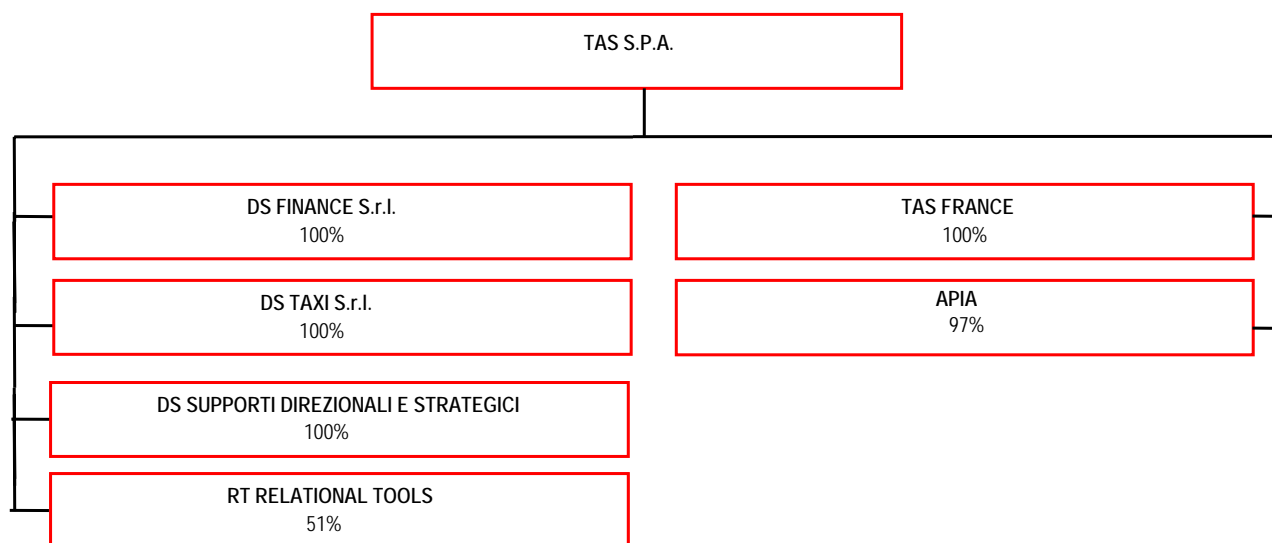 TAS S.P.A.
DS FINANCE S.r.l.
100%
DS TAXI S.r.l.
100%
DS SUPPORTI DIREZIONALI E STRATEGICI
100%
RT RELATIONAL TOOLS
51%
TAS FRANCE
100%
APIA
97%